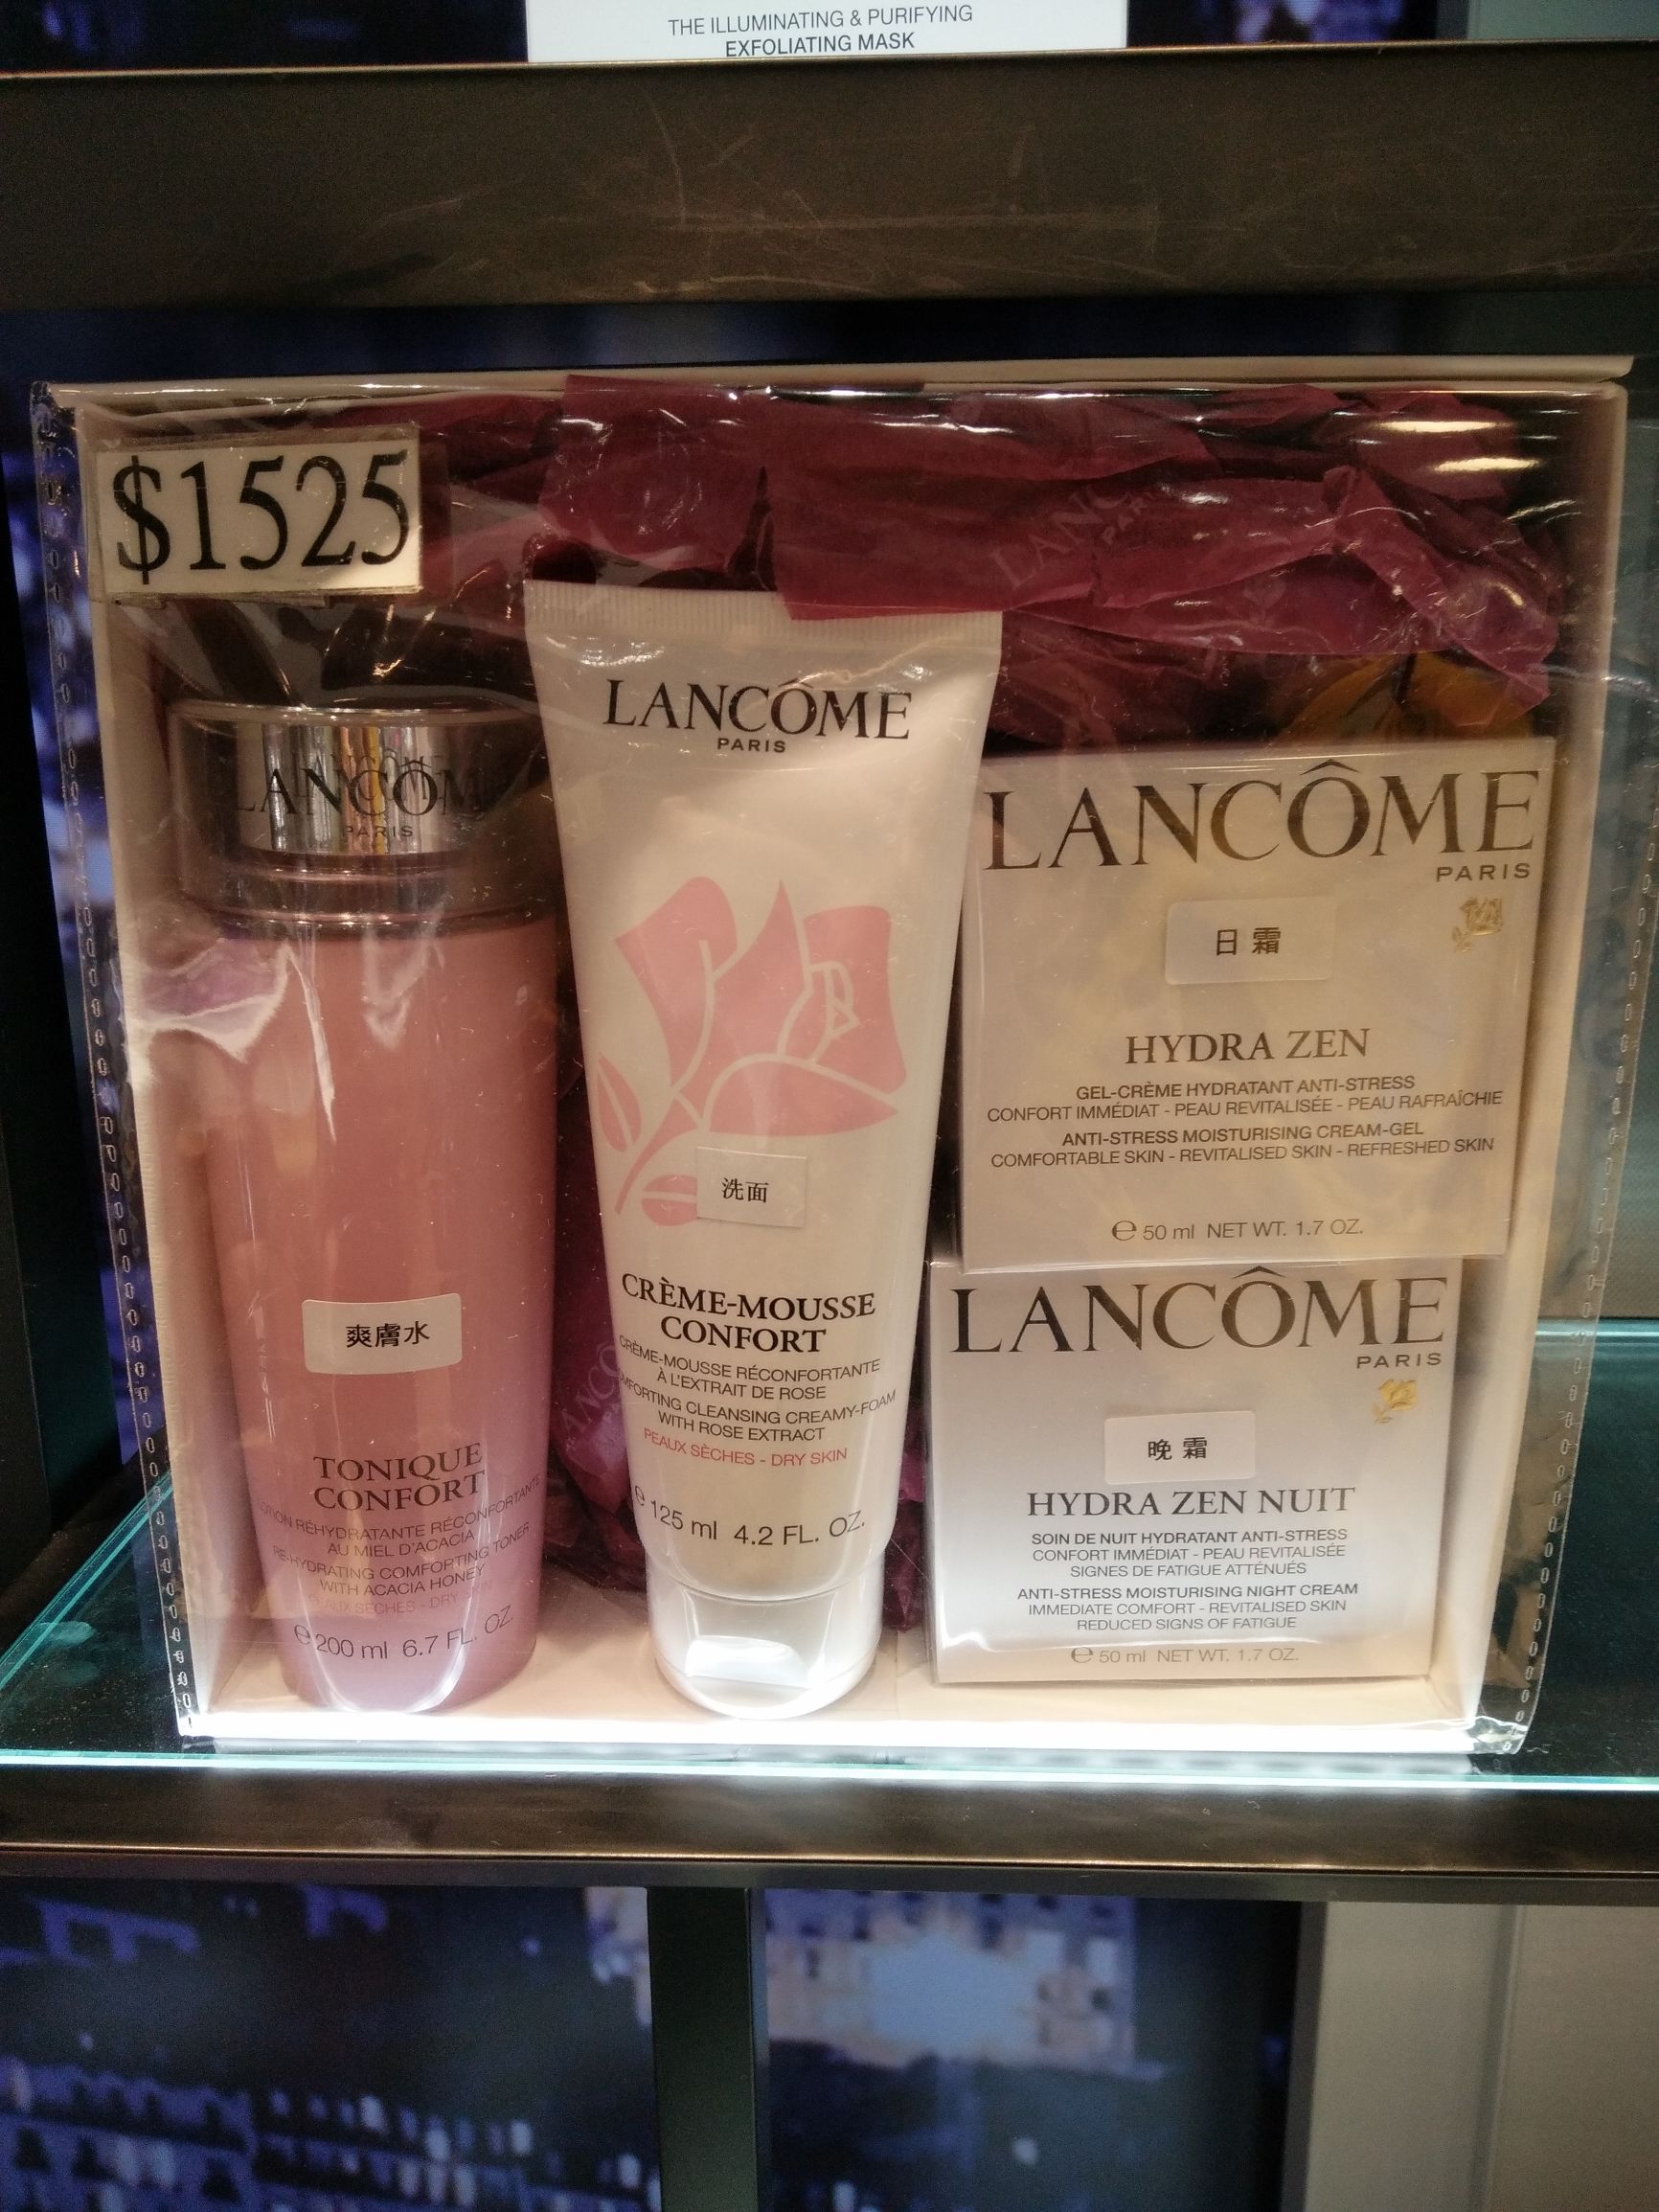 THE ILLUMINATING & PURIFYING
EXFOLIATING MASK
$1525
LANCÔME
PARIS
爽膚水
TONIQUE
CONFORT
LOTION RÉHYDRATANTE RÉCONFORTANTE
AU MIEL D'ACACIA
RE-HYDRATING COMFORTING TONER
WITH ACACIA HONEY
PEAUX SÈCHES - DRY SKIN
e 200 ml 6.7 FL. OZ.
LANCÔME
PARIS
洗面
CRÈME-MOUSSE
CONFORT
CRÈME-MOUSSE RÉCONFORTANTE
À L'EXTRAIT DE ROSE
COMFORTING CLEANSING CREAMY-FOAM
WITH ROSE EXTRACT
PEAUX SÈCHES - DRY SKIN
e 125 ml 4.2 FL. OZ.
LANCÔME
PARIS
日霜
HYDRA ZEN
GEL-CRÈME HYDRATANT ANTI-STRESS
CONFORT IMMÉDIAT - PEAU REVITALISÉE - PEAU RAFRAÎCHIE
ANTI-STRESS MOISTURISING CREAM-GEL
COMFORTABLE SKIN - REVITALISED SKIN - REFRESHED SKIN
e 50 ml NET WT. 1.7 OZ.
LANCÔME
PARIS
晚霜
HYDRA ZEN NUIT
SOIN DE NUIT HYDRATANT ANTI-STRESS
CONFORT IMMÉDIAT - PEAU REVITALISÉE
SIGNES DE FATIGUE ATTÉNUÉS
ANTI-STRESS MOISTURISING NIGHT CREAM
IMMEDIATE COMFORT - REVITALISED SKIN
REDUCED SIGNS OF FATIGUE
e 50 ml NET WT. 1.7 OZ.